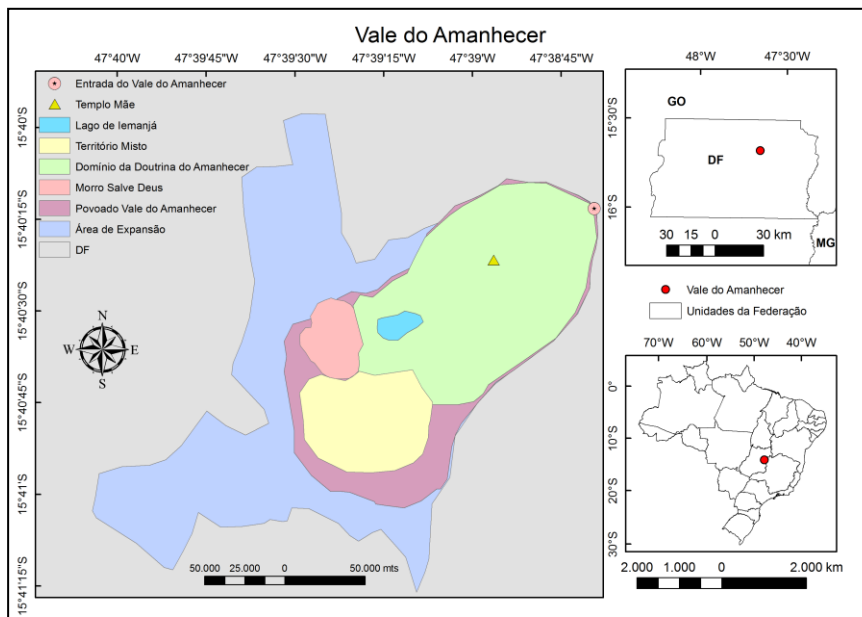 Vale do Amanhecer
47°40'W 47°39'45"W 47°39'30"W 47°39'15"W 47°39'W 47°38'45"W
15°40'S
15°40'15"S
15°40'30"S
15°40'45"S
15°41'S
15°41'15"S
Entrada do Vale do Amanhecer
Templo Mãe
Lago de Iemanjá
Território Misto
Domínio da Doutrina do Amanhecer
Morro Salve Deus
Povoado Vale do Amanhecer
Área de Expansão
DF
N
W E
S
50.000 25.000 0 50.000 mts
48°W 47°30'W
15°30'S
16°S
GO
DF
MG
30 15 0 30 km
Vale do Amanhecer
Unidades da Federação
70°W 60°W 50°W 40°W
0°
10°S
20°S
30°S
2.000 1.000 0 2.000 km